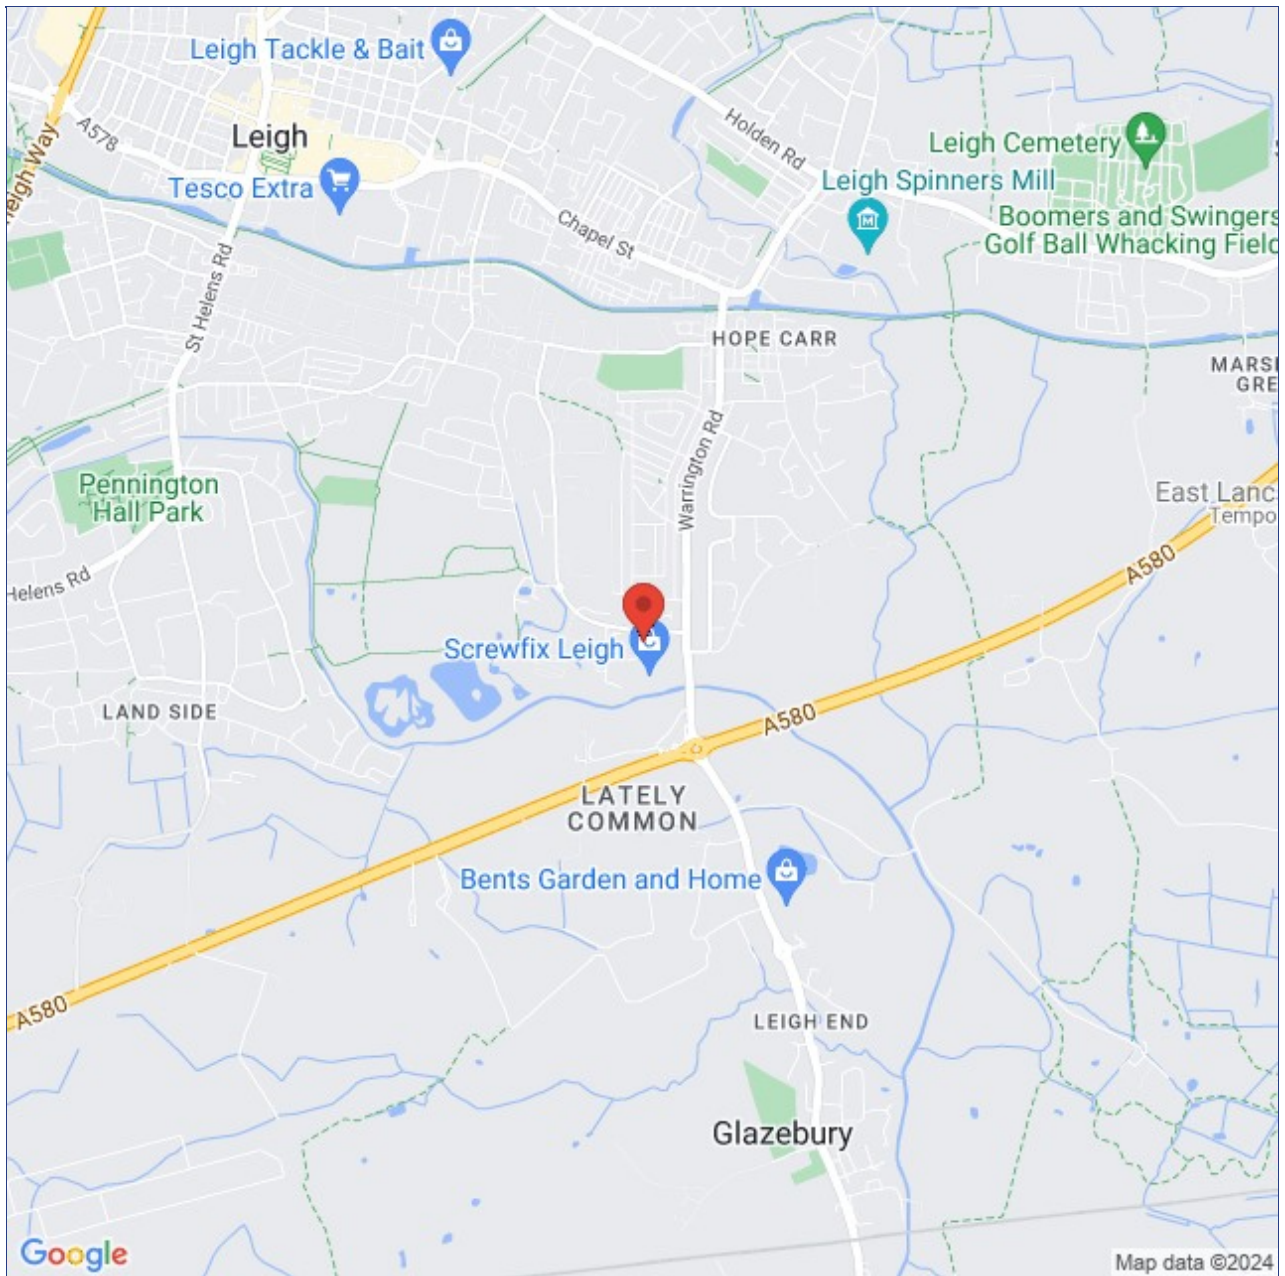 Leigh Tackle & Bait
A578
Leigh
Holden Rd
Leigh Cemetery
Leigh Way
Tesco Extra
Leigh Spinners Mill
Chapel St
Boomers and Swingers
Golf Ball Whacking Field
St Helens Rd
HOPE CARR
MARS
GRE
Warrington Rd
Pennington
Hall Park
East Lanc
Tempo
A580
Helens Rd
Screwfix Leigh
LAND SIDE
A580
LATELY
COMMON
Bents Garden and Home
A580
LEIGH END
Glazebury
Google
Map data ©2024